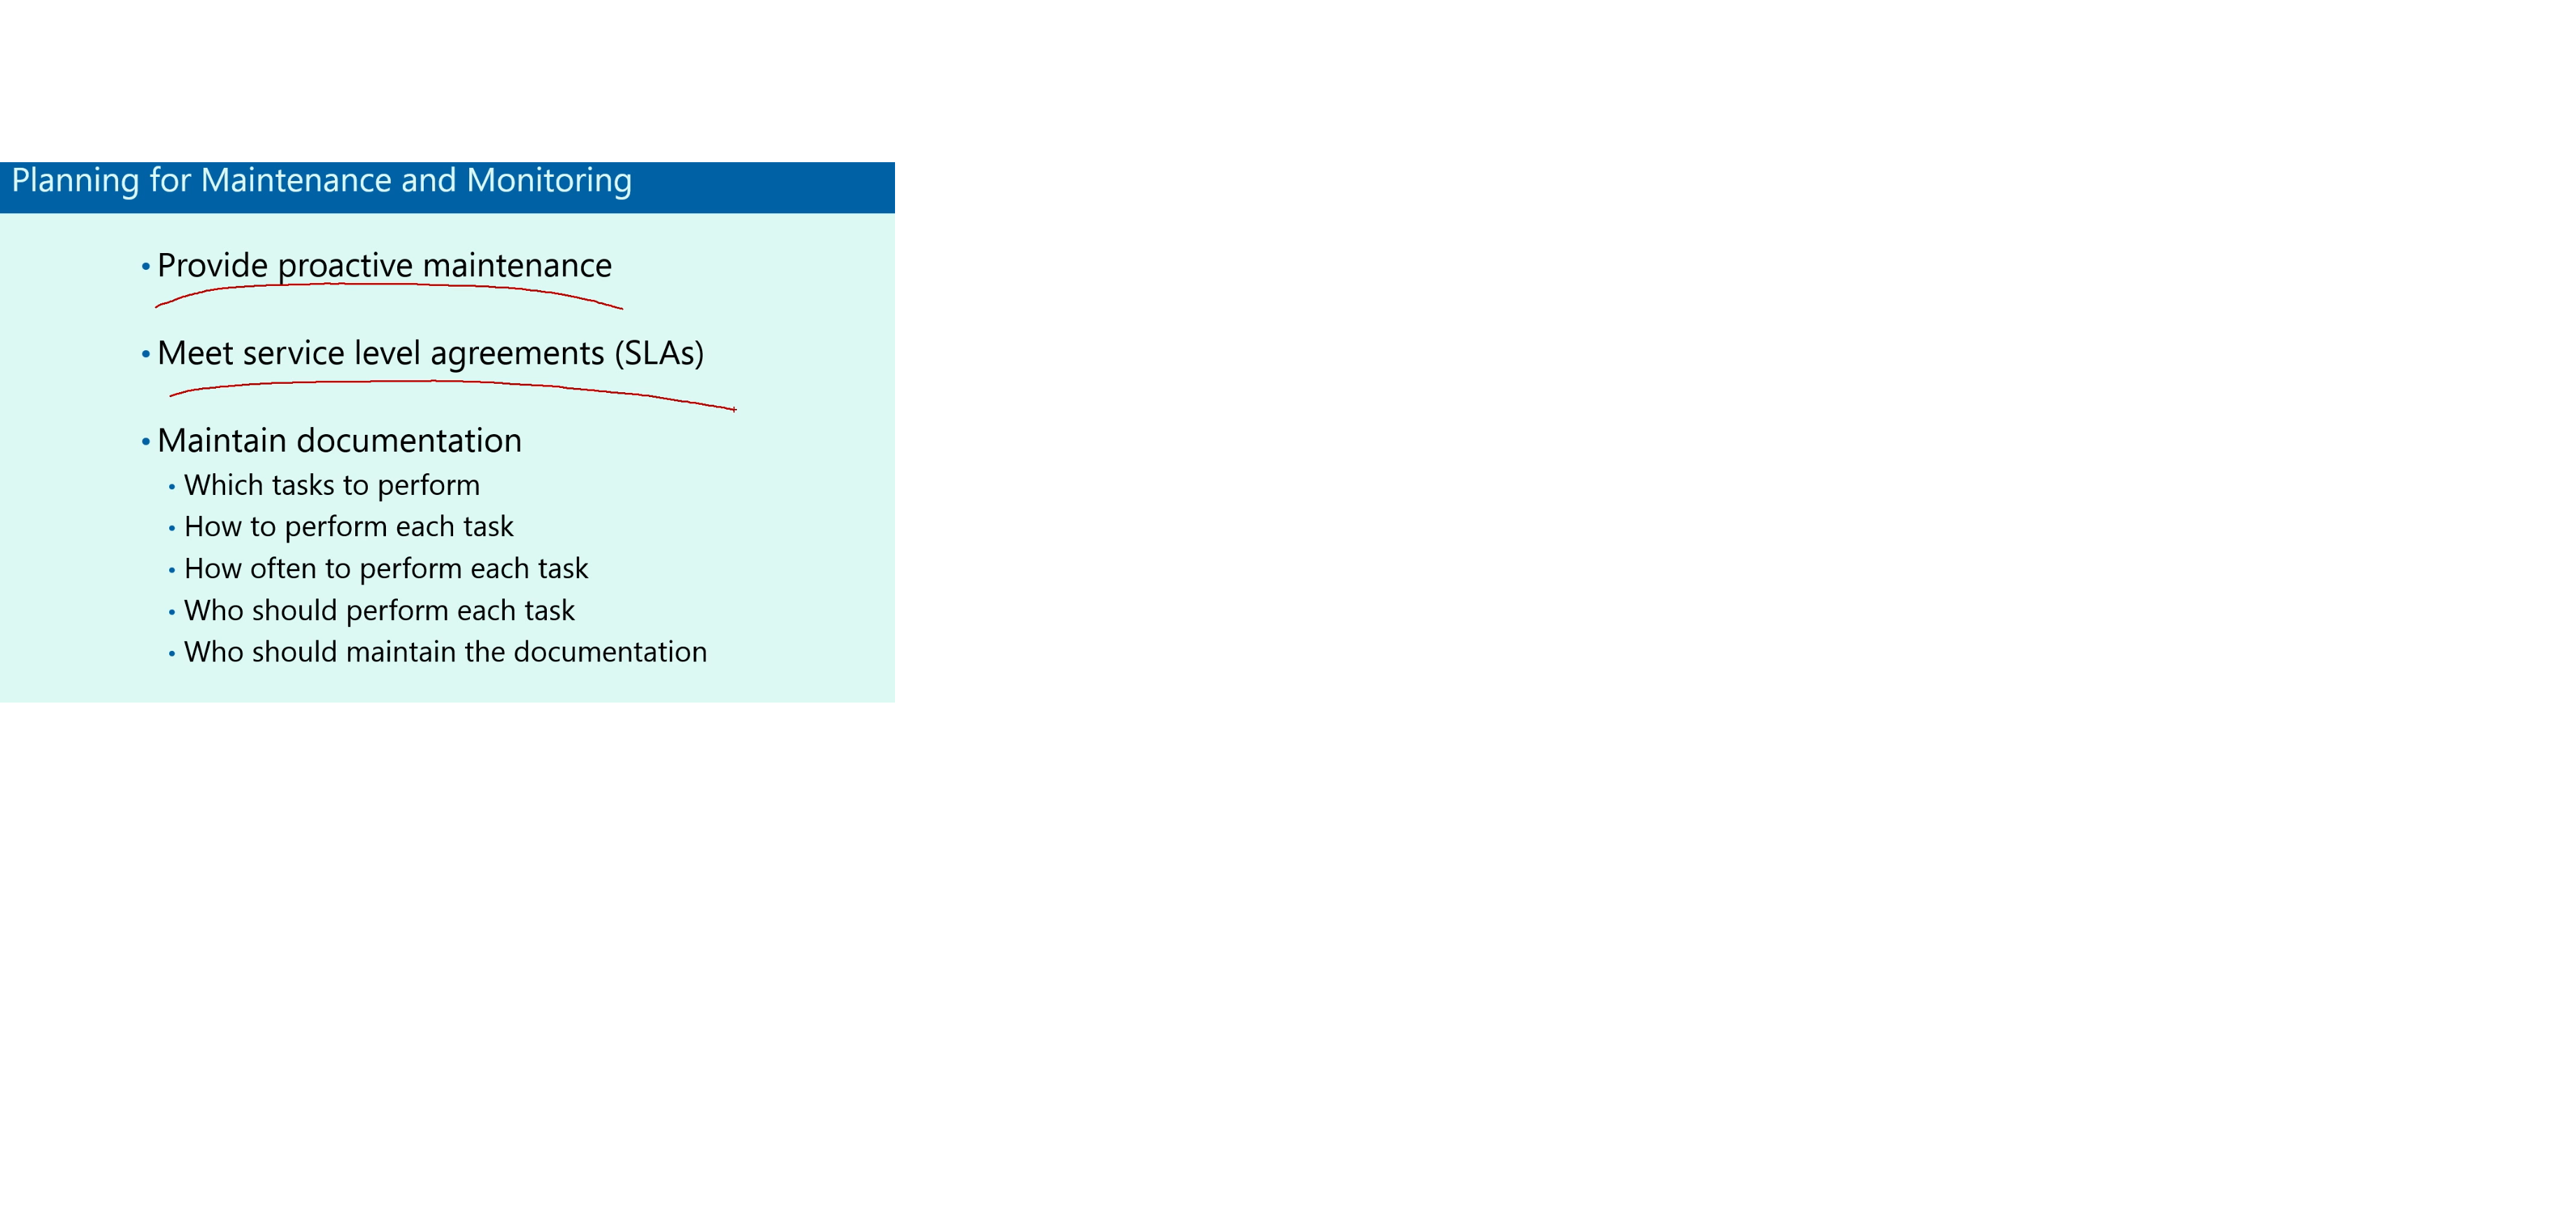 Planning for Maintenance and Monitoring
• Provide proactive maintenance
• Meet service level agreements (SLAs)
• Maintain documentation
• Which tasks to perform
• How to perform each task
• How often to perform each task
• Who should perform each task
• Who should maintain the documentation